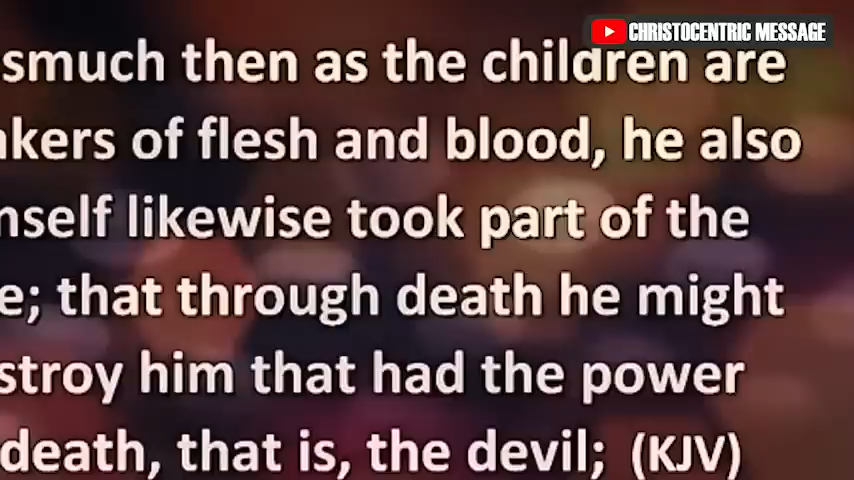 CHRISTOCENTRIC MESSAGE
smuch then as the children are
akers of flesh and blood, he also
mself likewise took part of the
e; that through death he might
stroy him that had the power
death, that is, the devil; (KJV)